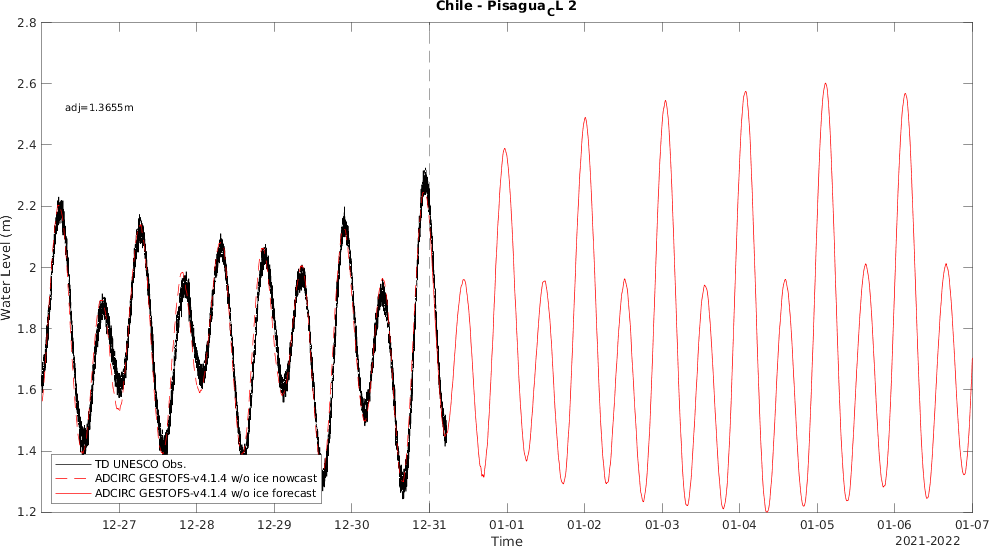 Chile - Pisagua_CL 2
2.8
2.6
adj=1.3655m
2.4
2.2
2
Water Level (m)
1.8
1.6
1.4
1.2
TD UNESCO Obs.
ADCIRC GESTOFS-v4.1.4 w/o ice nowcast
ADCIRC GESTOFS-v4.1.4 w/o ice forecast
12-27 12-28 12-29 12-30 12-31 01-01 01-02 01-03 01-04 01-05 01-06 01-07
Time
2021-2022